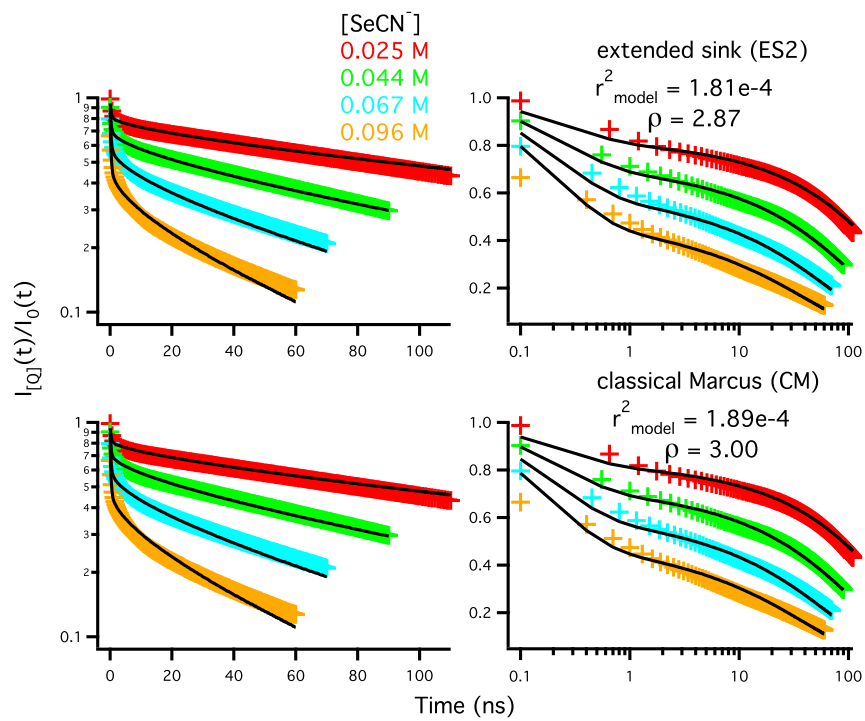 [SeCN⁻]
0.025 M
0.044 M
0.067 M
0.096 M
extended sink (ES2)
r²model = 1.81e-4
ρ = 2.87
1
9
8
7
6
5
4
3
2
0.1
0 20 40 60 80 100
1.0
0.8
0.6
0.4
0.2
0.1 1 10 100
I[Q](t)/I0(t)
classical Marcus (CM)
r²model = 1.89e-4
ρ = 3.00
1
9
8
7
6
5
4
3
2
0.1
0 20 40 60 80 100
1.0
0.8
0.6
0.4
0.2
0.1 1 10 100
Time (ns)